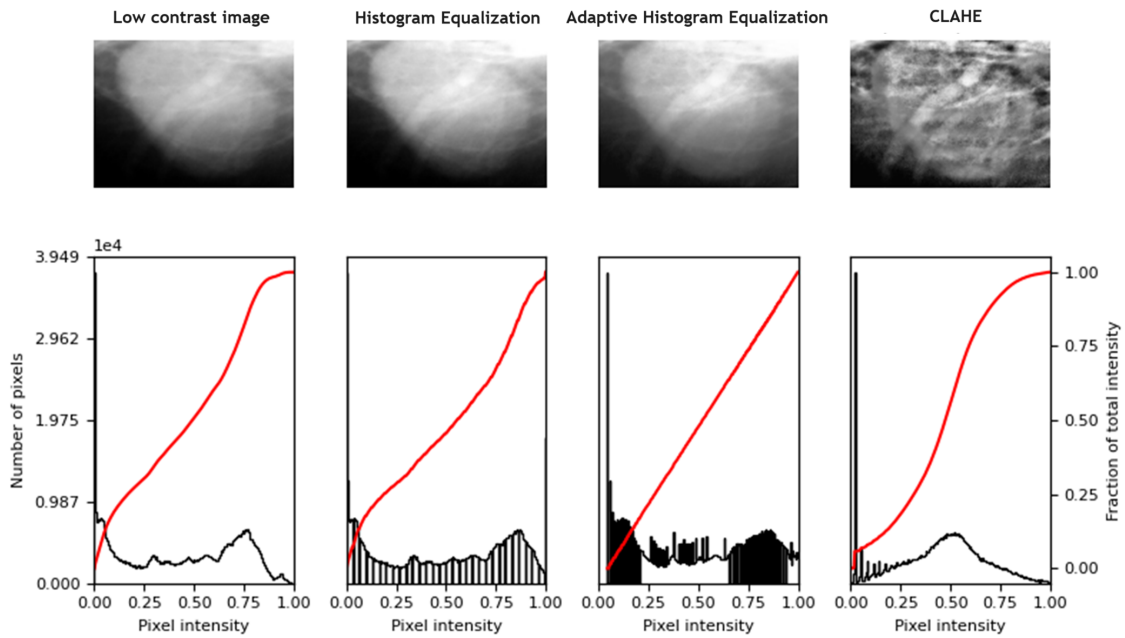 Low contrast image
Histogram Equalization
Adaptive Histogram Equalization
CLAHE
1e4
3.949
2.962
1.975
0.987
0.000
Number of pixels
0.00 0.25 0.50 0.75 1.00
Pixel intensity
0.00 0.25 0.50 0.75 1.00
Pixel intensity
0.00 0.25 0.50 0.75 1.00
Pixel intensity
0.00 0.25 0.50 0.75 1.00
Pixel intensity
1.00
0.75
0.50
0.25
0.00
Fraction of total intensity